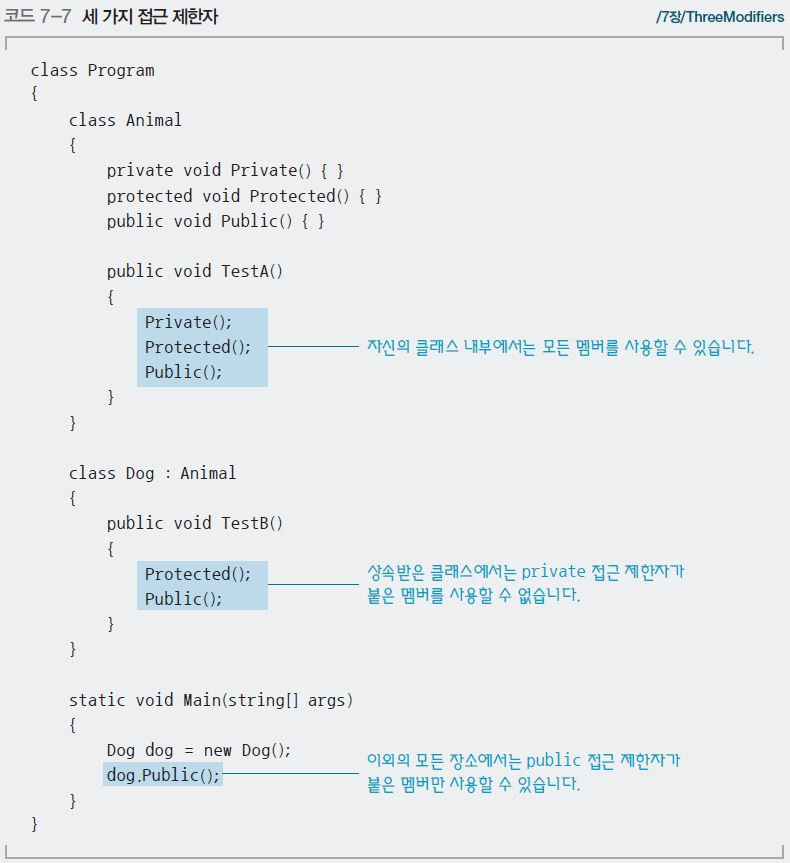 코드 7-7 세 가지 접근 제한자 /7장/ThreeModifiers
class Program
{
class Animal
{
private void Private() { }
protected void Protected() { }
public void Public() { }
public void TestA()
{
Private();
Protected(); 자신의 클래스 내부에서는 모든 멤버를 사용할 수 있습니다.
Public();
}
}
class Dog : Animal
{
public void TestB()
{
Protected(); 상속받은 클래스에서는 private 접근 제한자가
Public(); 붙은 멤버를 사용할 수 없습니다.
}
}
static void Main(string[] args)
{
Dog dog = new Dog(); 이외의 모든 장소에서는 public 접근 제한자가
dog.Public(); 붙은 멤버만 사용할 수 있습니다.
}
}